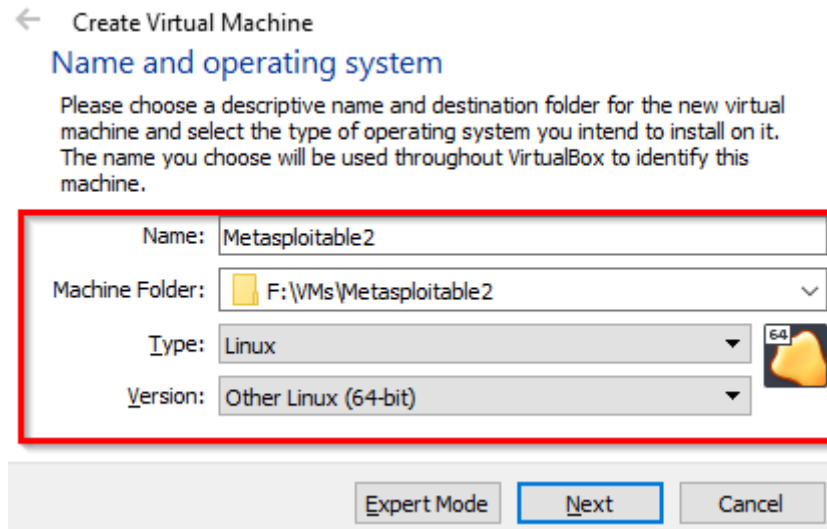 Create Virtual Machine
Name and operating system
Please choose a descriptive name and destination folder for the new virtual
machine and select the type of operating system you intend to install on it.
The name you choose will be used throughout VirtualBox to identify this
machine.
Name: Metasploitable2
Machine Folder: F:\VMs\Metasploitable2
Type: Linux
64
Version: Other Linux (64-bit)
Expert Mode Next Cancel